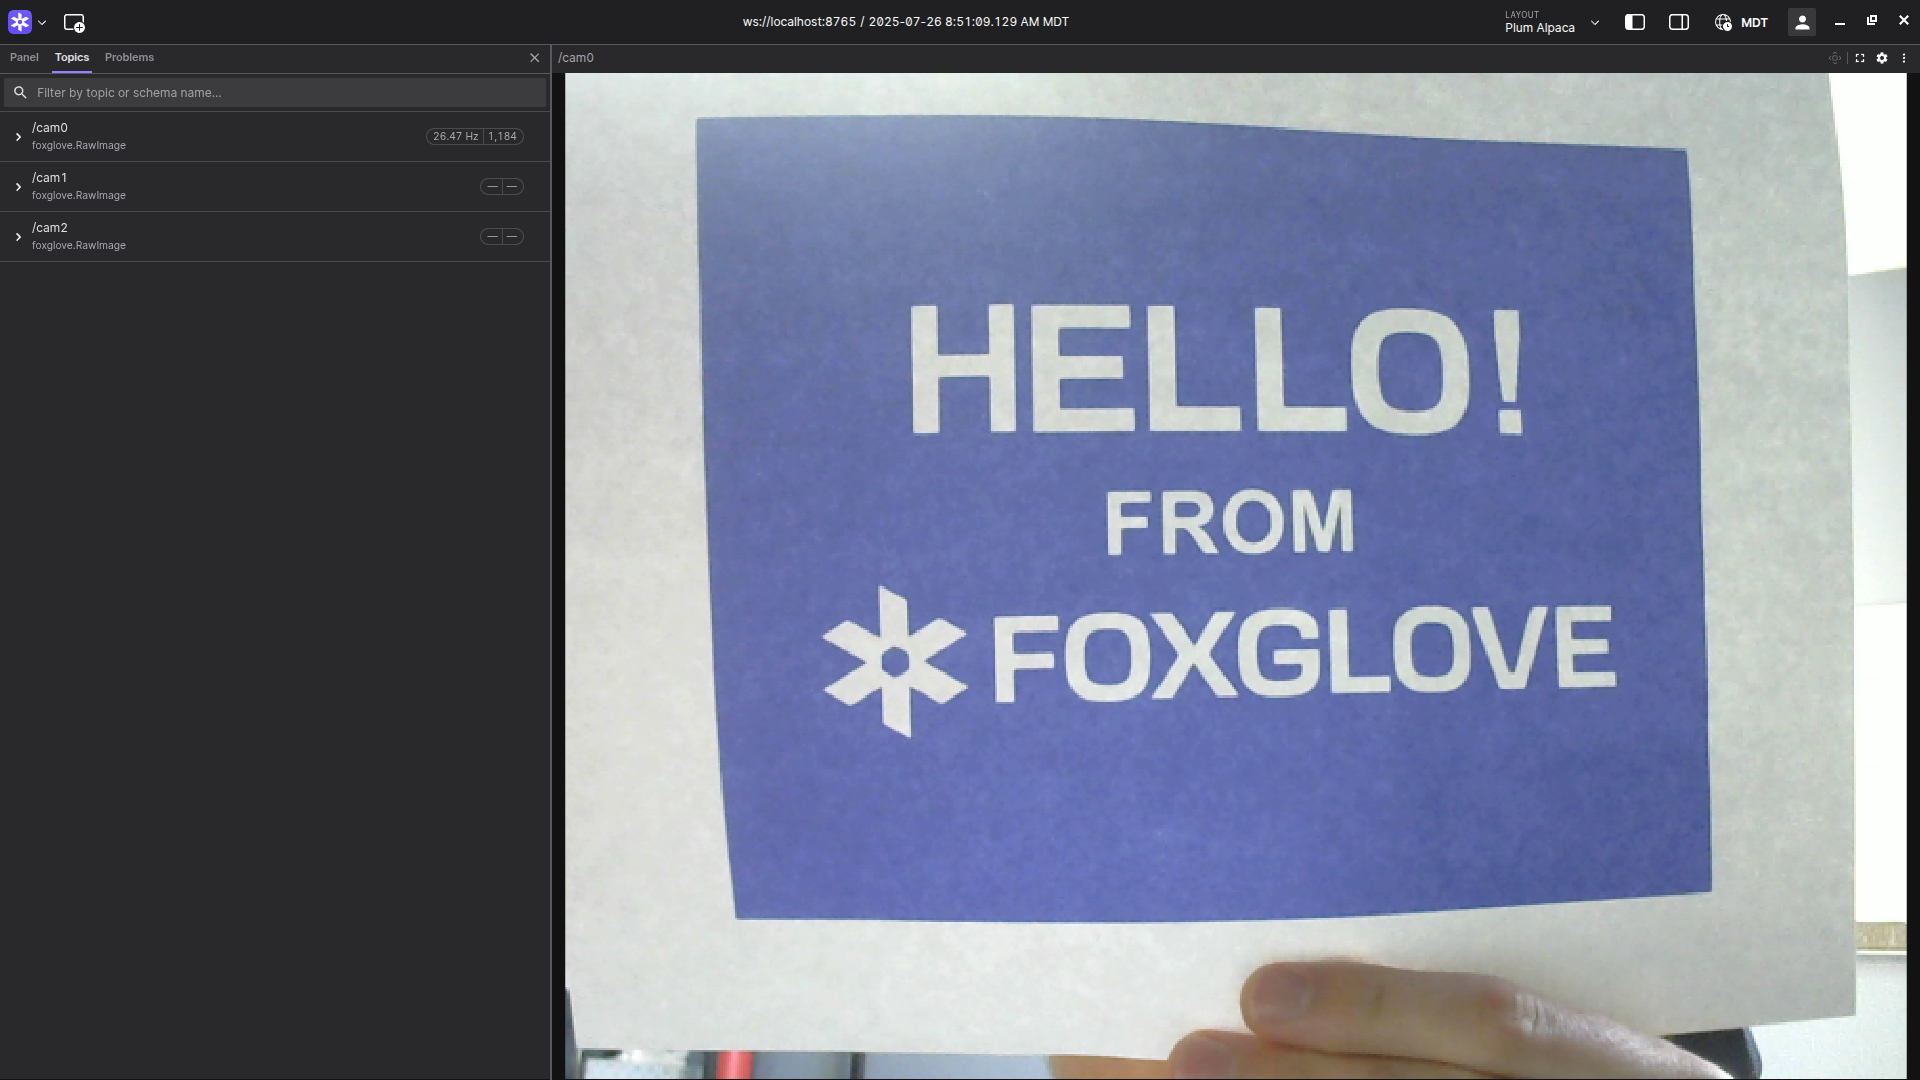 ws://localhost:8765 / 2025-07-26 8:51:09.129 AM MDT
LAYOUT
Plum Alpaca
MDT
Panel Topics Problems
Filter by topic or schema name…
/cam0
foxglove.RawImage
26.47 Hz 1,184
/cam1
foxglove.RawImage
— —
/cam2
foxglove.RawImage
— —
/cam0
HELLO!
FROM
FOXGLOVE